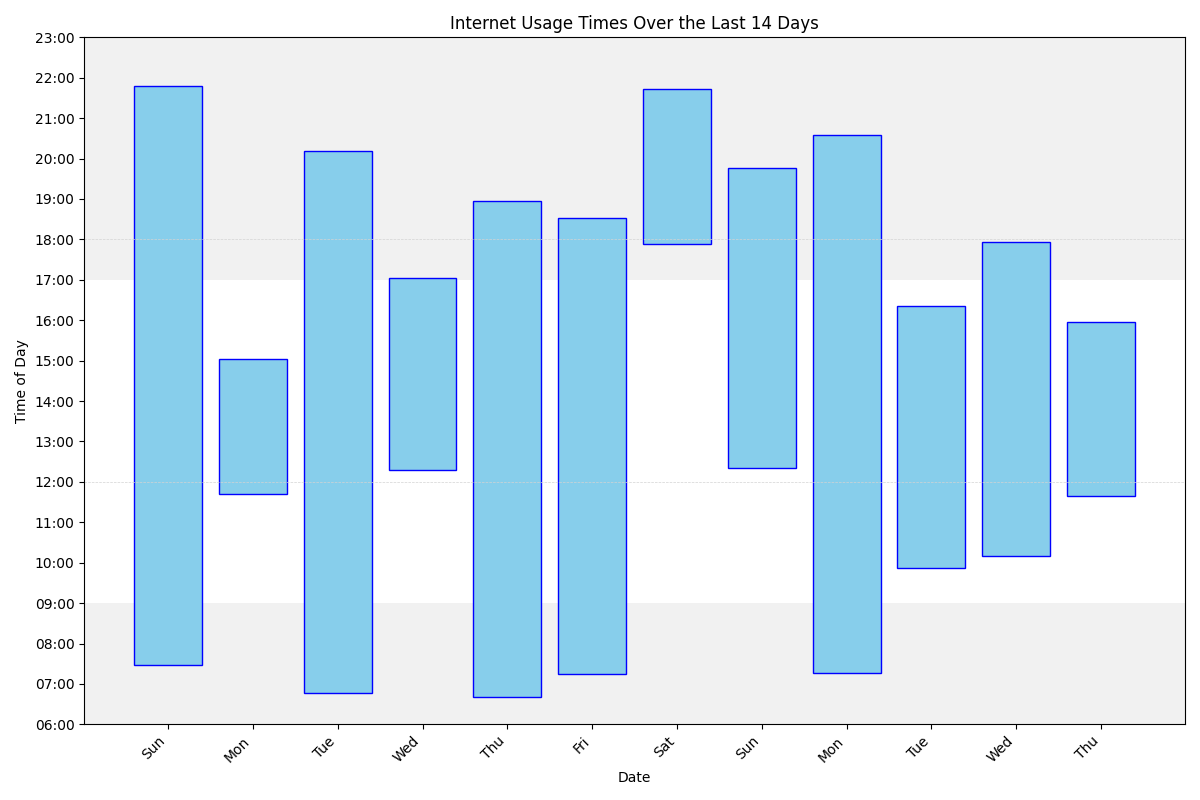 Internet Usage Times Over the Last 14 Days
23:00
22:00
21:00
20:00
19:00
18:00
17:00
16:00
15:00
14:00
13:00
12:00
11:00
10:00
09:00
08:00
07:00
06:00
Time of Day
Sun
Mon
Tue
Wed
Thu
Fri
Sat
Sun
Mon
Tue
Wed
Thu
Date